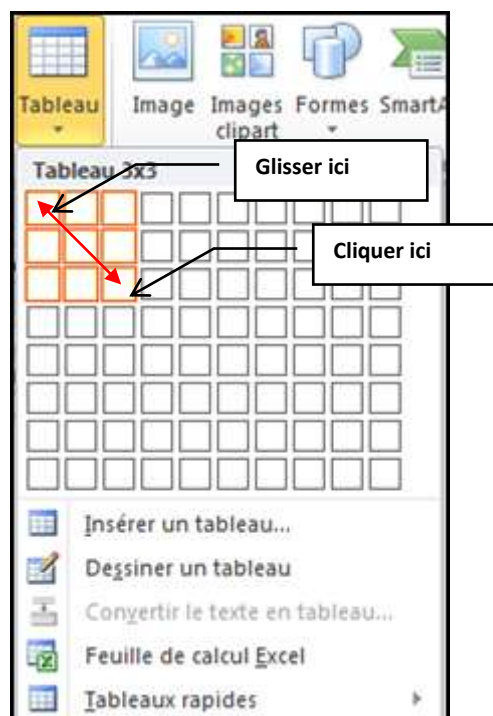 Tableau Image Images clipart Formes SmartA
Tableau 3x3
Glisser ici
Cliquer ici
Insérer un tableau...
Dessiner un tableau
Convertir le texte en tableau...
Feuille de calcul Excel
Tableaux rapides